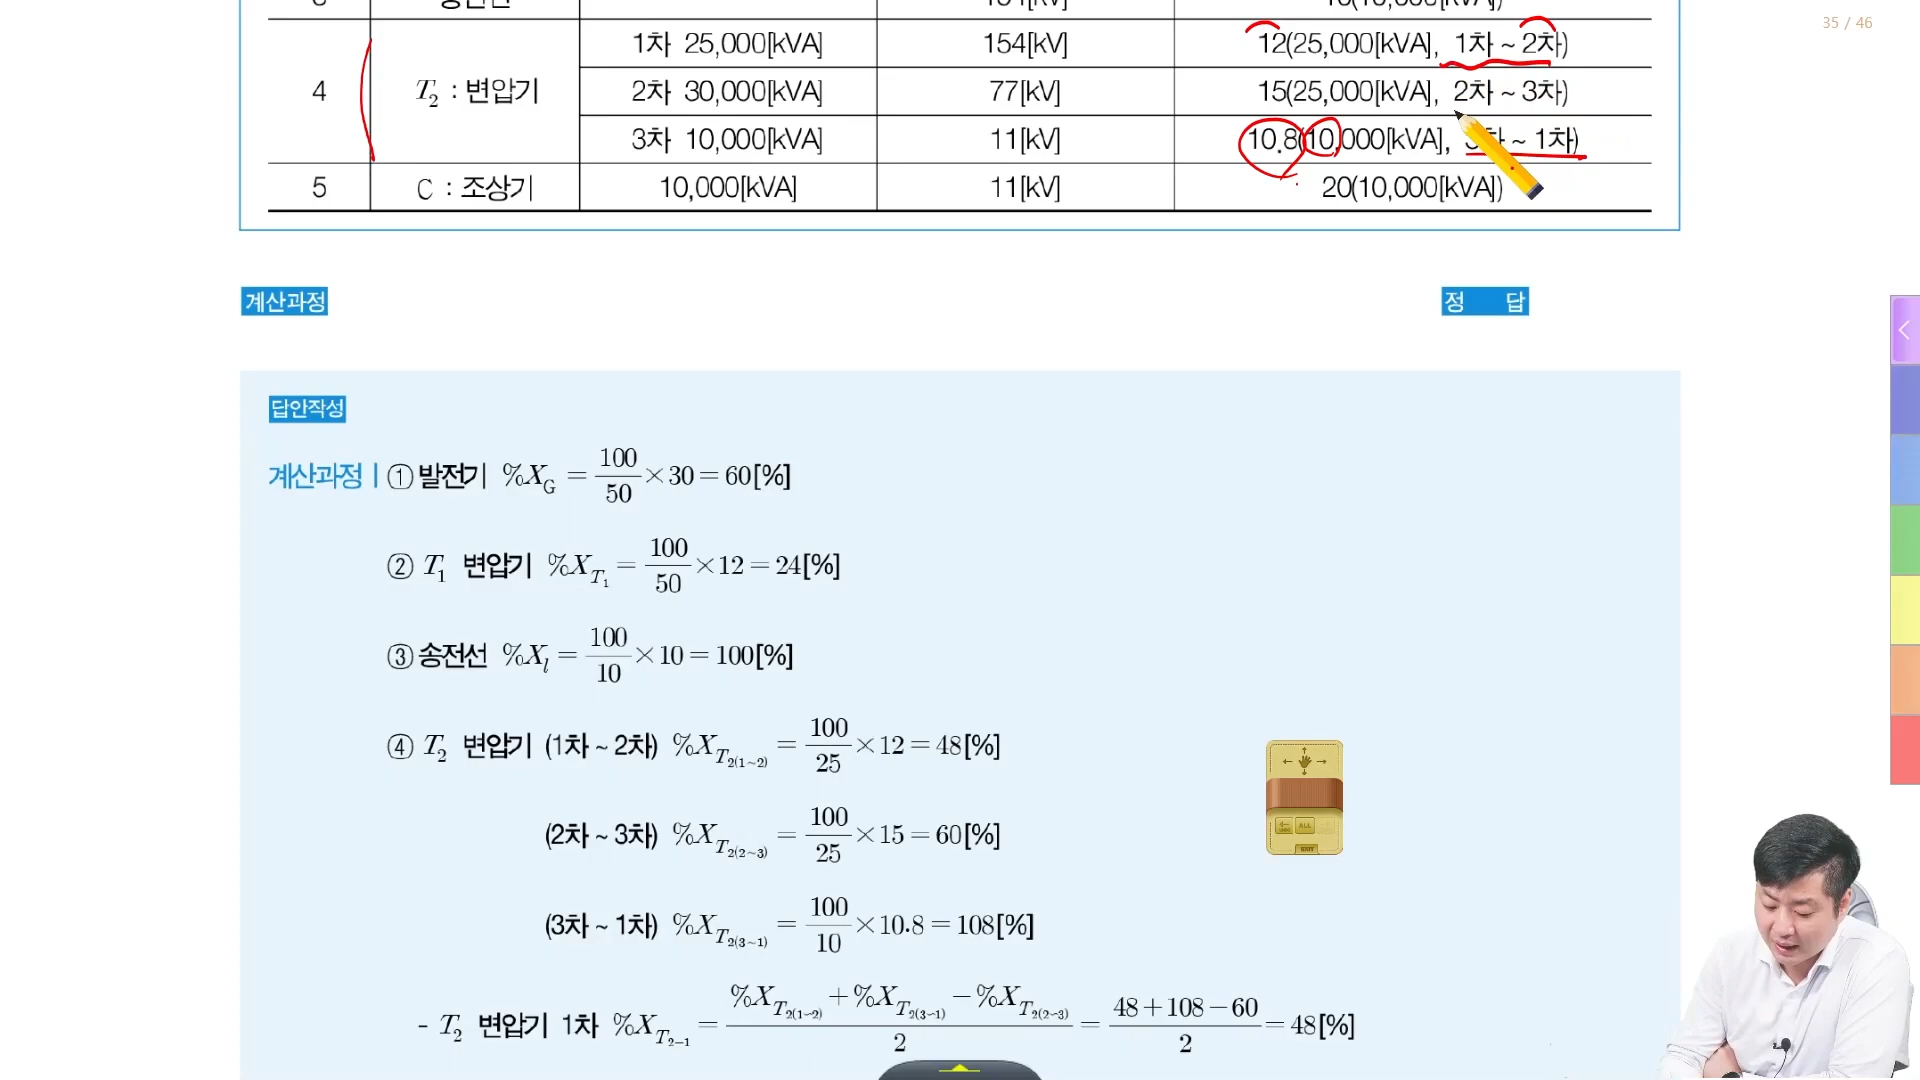 35 / 46
4 T₂ : 변압기
1차 25,000[kVA] 154[kV] 12(25,000[kVA], 1차 ~ 2차)
2차 30,000[kVA] 77[kV] 15(25,000[kVA], 2차 ~ 3차)
3차 10,000[kVA] 11[kV] 10.8(10,000[kVA], ~ 1차)
5 C : 조상기 10,000[kVA] 11[kV] 20(10,000[kVA])
계산과정 정 답
답안작성
계산과정 | ① 발전기 %X_G = 100/50 × 30 = 60[%]
② T₁ 변압기 %X_T₁ = 100/50 × 12 = 24[%]
③ 송전선 %X_l = 100/10 × 10 = 100[%]
④ T₂ 변압기 (1차 ~ 2차) %X_T₂₍₁~₂₎ = 100/25 × 12 = 48[%]
(2차 ~ 3차) %X_T₂₍₂~₃₎ = 100/25 × 15 = 60[%]
(3차 ~ 1차) %X_T₂₍₃~₁₎ = 100/10 × 10.8 = 108[%]
- T₂ 변압기 1차 %X_T₂₋₁ = (%X_T₂₍₁~₂₎ + %X_T₂₍₃~₁₎ − %X_T₂₍₂~₃₎)/2 = (48 + 108 − 60)/2 = 48[%]
ALL
EXIT